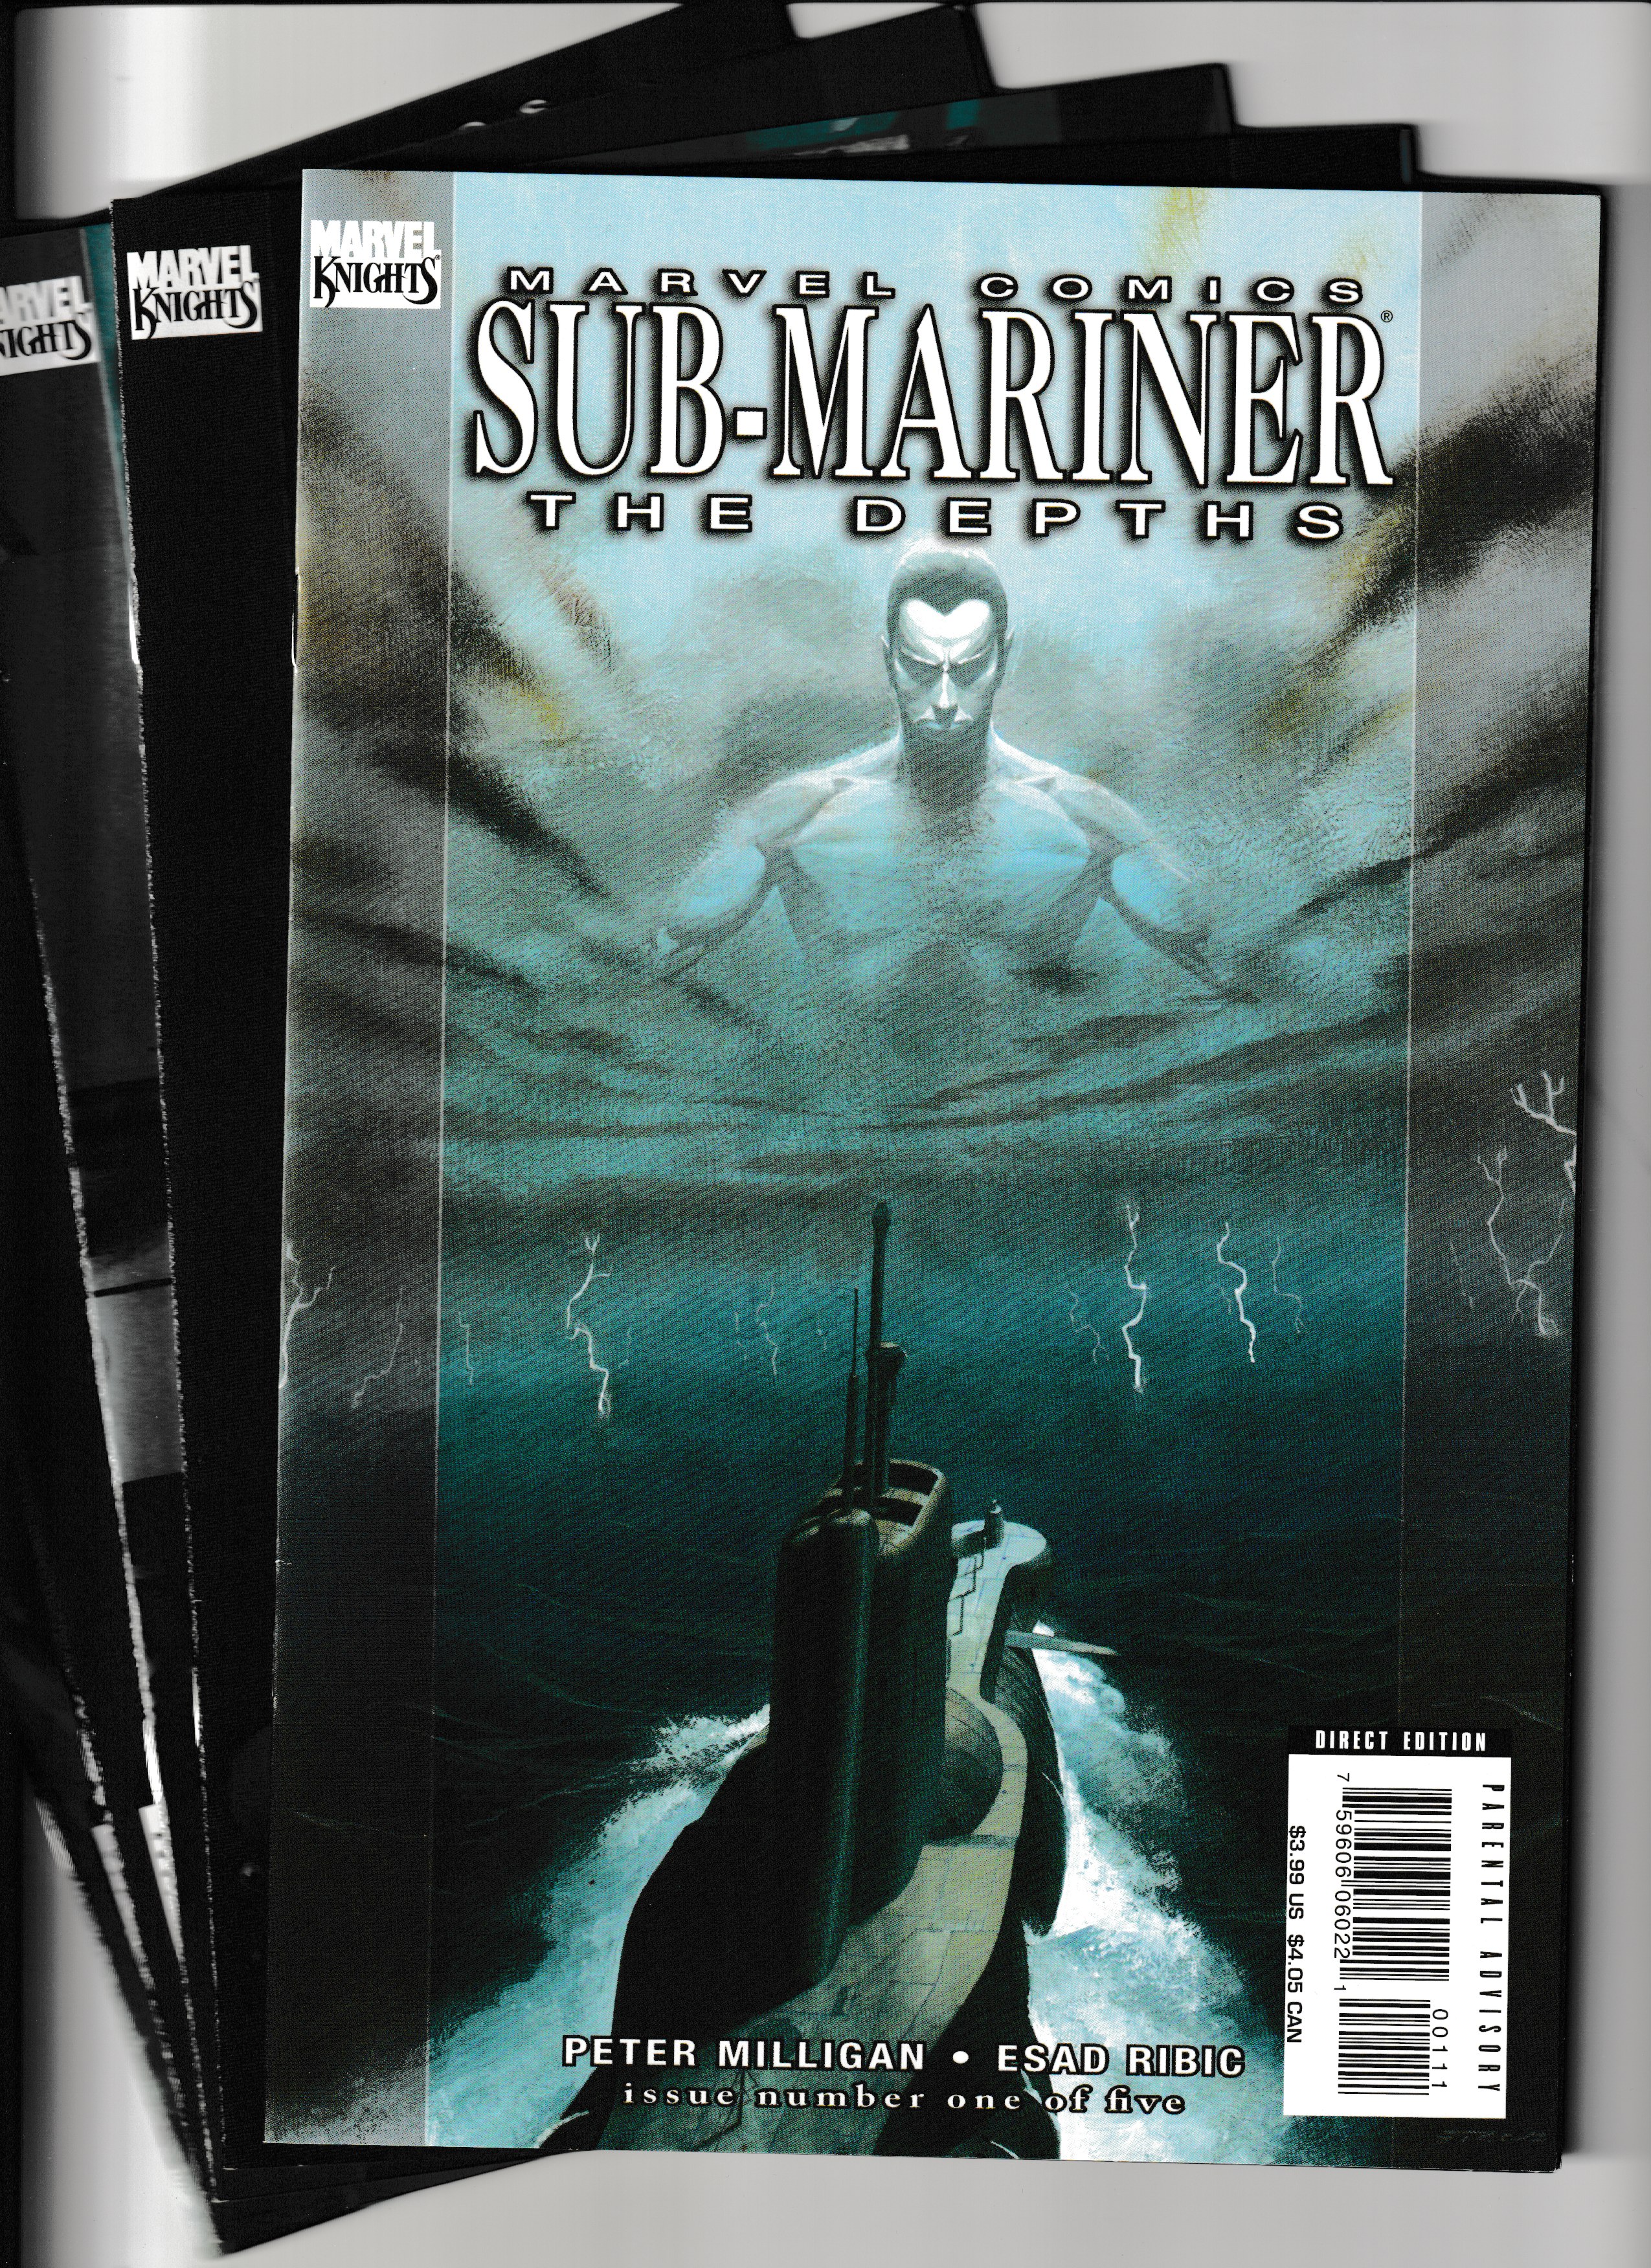 MARVEL
KNIGHTS
MARVEL
KNIGHTS
MARVEL
KNIGHTS®
MARVEL COMICS
SUB-MARINER®
THE DEPTHS
DIRECT EDITION
PARENTAL ADVISORY
7 59606 06022 1
00111
$3.99 US $4.05 CAN
PETER MILLIGAN • ESAD RIBIC
issue number one of five